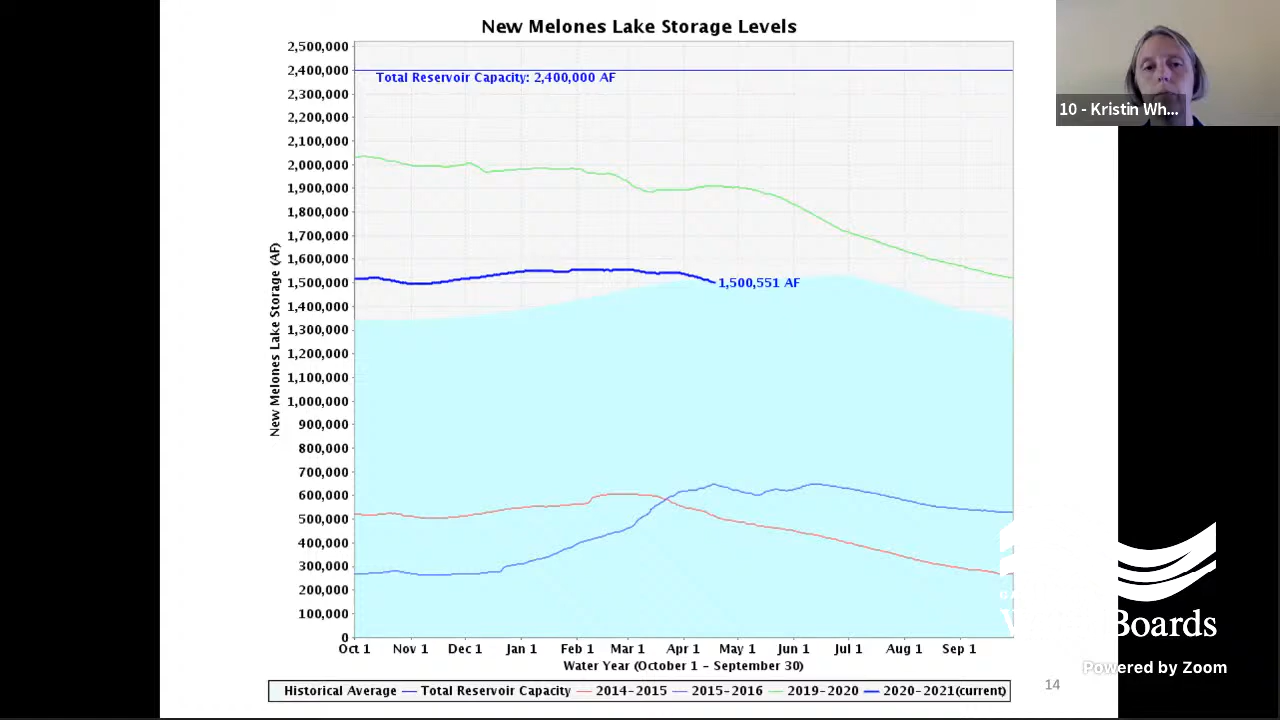 New Melones Lake Storage Levels
2,500,000
2,400,000
Total Reservoir Capacity: 2,400,000 AF
2,300,000
2,200,000
2,100,000
2,000,000
1,900,000
1,800,000
1,700,000
1,600,000
1,500,000
1,500,551 AF
1,400,000
1,300,000
1,200,000
1,100,000
1,000,000
900,000
800,000
700,000
600,000
500,000
400,000
300,000
200,000
100,000
0
New Melones Lake Storage (AF)
Oct 1 Nov 1 Dec 1 Jan 1 Feb 1 Mar 1 Apr 1 May 1 Jun 1 Jul 1 Aug 1 Sep 1
Water Year (October 1 - September 30)
Historical Average Total Reservoir Capacity 2014-2015 2015-2016 2019-2020 2020-2021(current)
14
10 - Kristin Wh...
Boards
Powered by Zoom